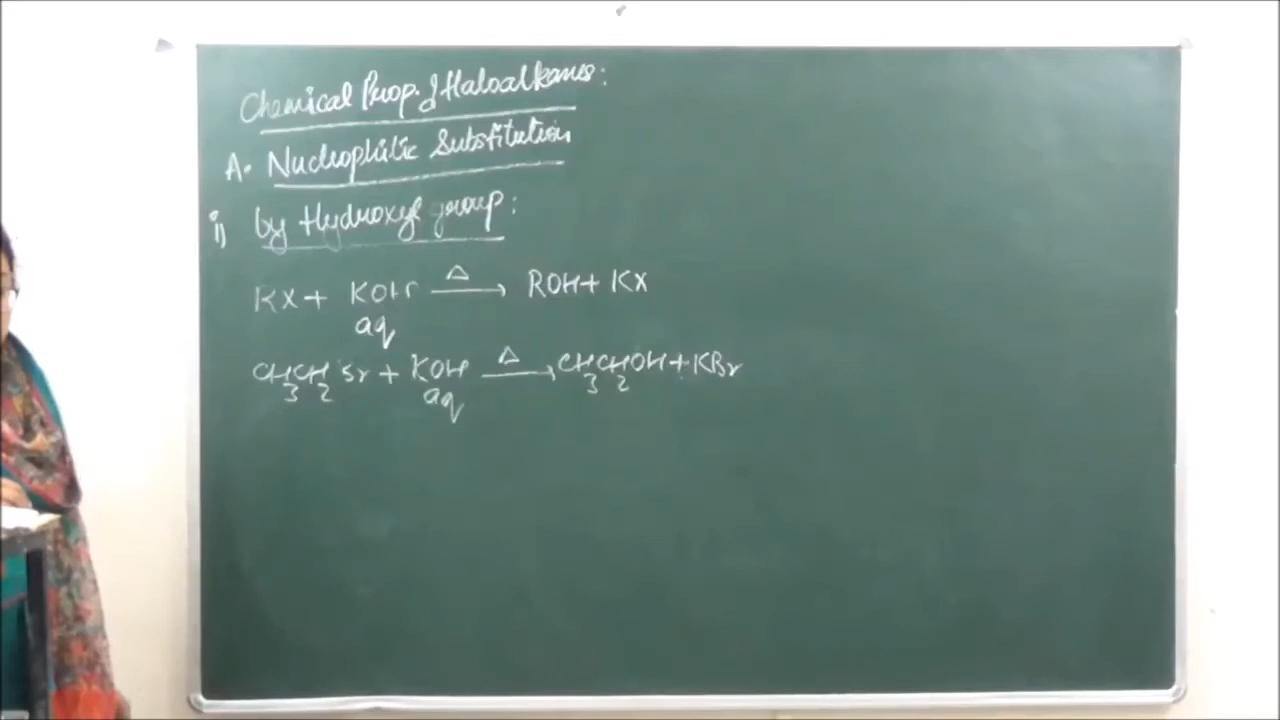 Chemical Prop. of Haloalkanes:
A. Nucleophilic Substitution
i) by Hydroxyl group:
RX + KOH Δ → ROH + KX
aq
CH3CH2Br + KOH Δ → CH3CH2OH + KBr
aq